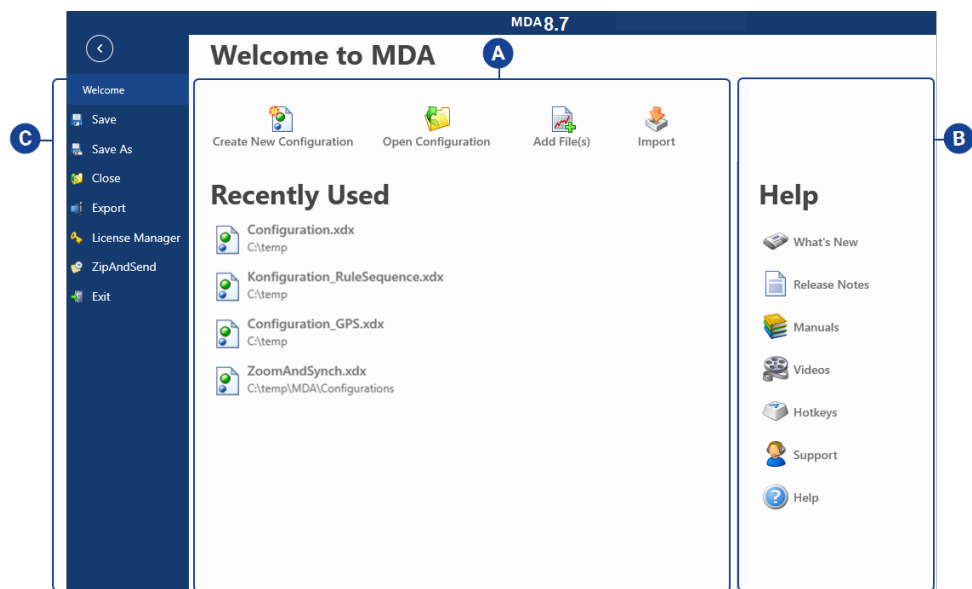 MDA 8.7
Welcome to MDA
A
Welcome
Save
Save As
Close
Export
License Manager
ZipAndSend
Exit
C
Create New Configuration
Open Configuration
Add File(s)
Import
Recently Used
Configuration.xdx
C:\temp
Konfiguration_RuleSequence.xdx
C:\temp
Configuration_GPS.xdx
C:\temp
ZoomAndSynch.xdx
C:\temp\MDA\Configurations
B
Help
What's New
Release Notes
Manuals
Videos
Hotkeys
Support
Help